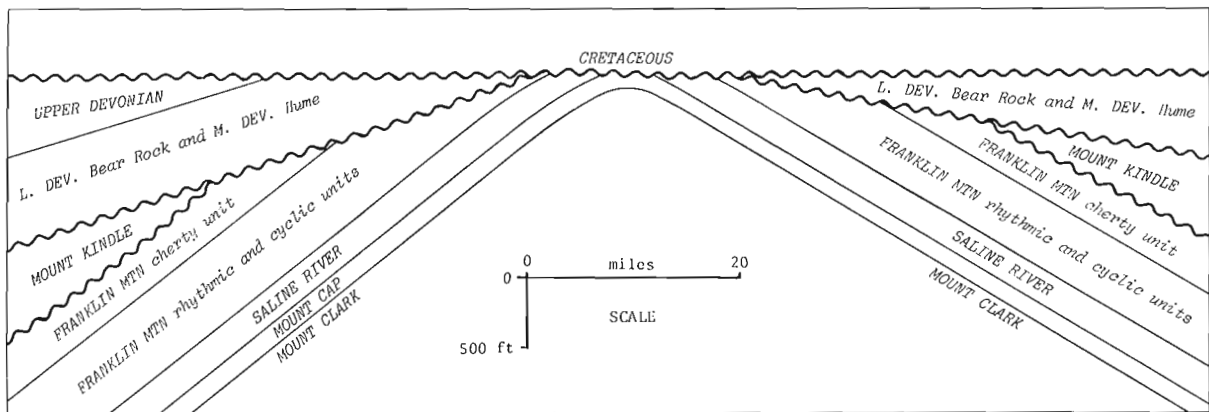 CRETACEOUS
UPPER DEVONIAN
L. DEV. Bear Rock and M. DEV. Hume
MOUNT KINDLE
FRANKLIN MTN cherty unit
FRANKLIN MTN rhythmic and cyclic units
SALINE RIVER
MOUNT CAP
MOUNT CLARK
0 miles 20
0
SCALE
500 ft
L. DEV. Bear Rock and M. DEV. Hume
MOUNT KINDLE
FRANKLIN MTN cherty unit
FRANKLIN MTN rhythmic and cyclic units
SALINE RIVER
MOUNT CLARK